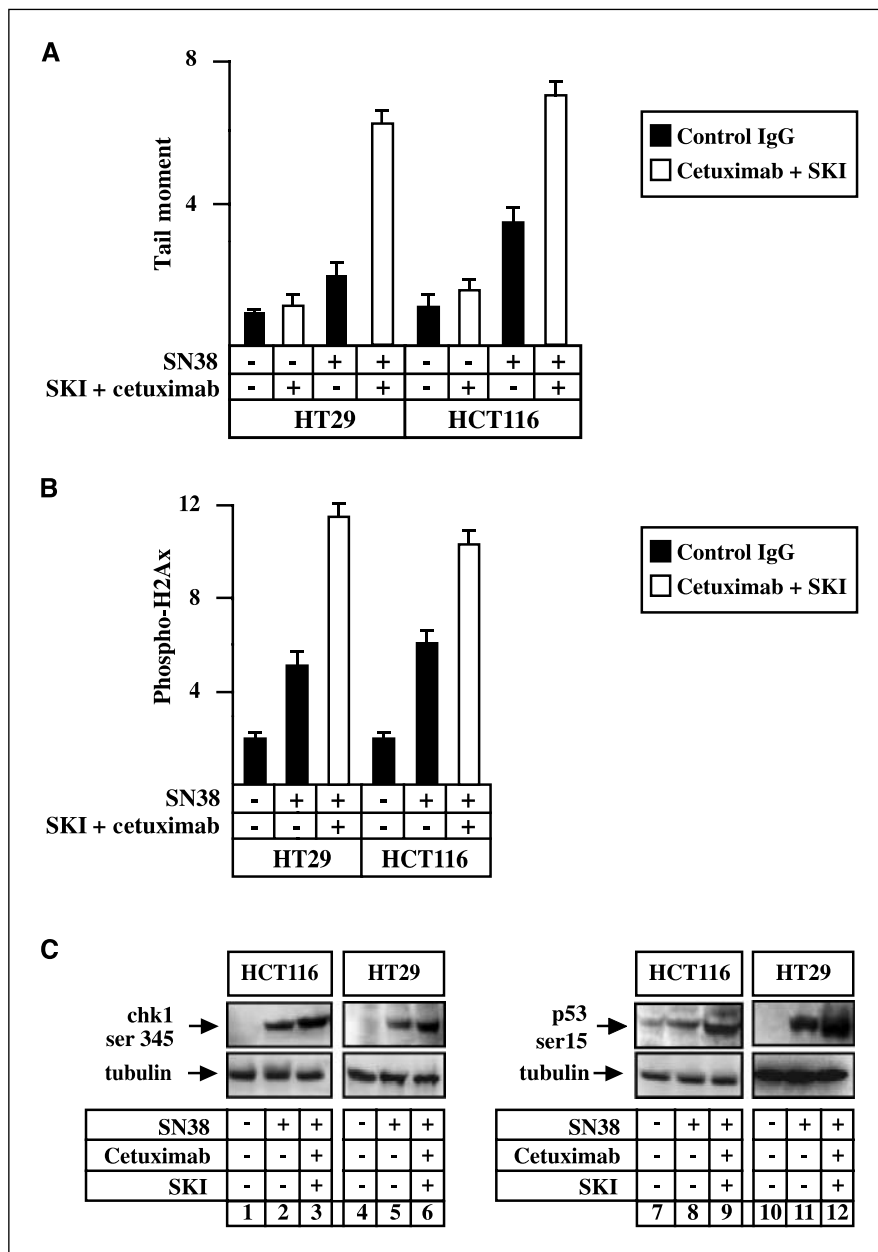 A
8
4
Tail moment
Control IgG
Cetuximab + SKI
SN38 - - + + - - + +
SKI + cetuximab - + - + - + - +
HT29 HCT116
B
12
8
4
Phospho-H2Ax
Control IgG
Cetuximab + SKI
SN38 - + + - + +
SKI + cetuximab - - + - - +
HT29 HCT116
C
HCT116 HT29
chk1
ser 345
tubulin
SN38 - + + - + +
Cetuximab - - + - - +
SKI - - + - - +
1 2 3 4 5 6
HCT116 HT29
p53
ser15
tubulin
SN38 - + + - + +
Cetuximab - - + - - +
SKI - - + - - +
7 8 9 10 11 12